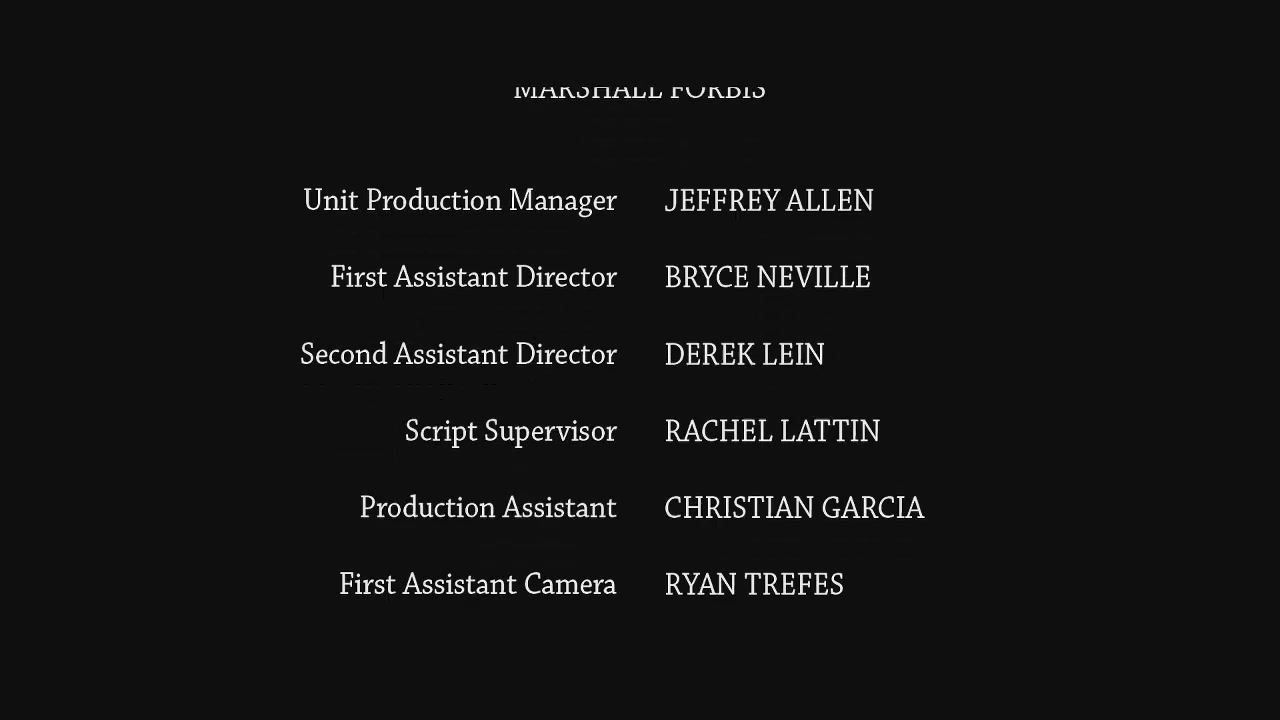 MARSHALL FORBIS
Unit Production Manager JEFFREY ALLEN
First Assistant Director BRYCE NEVILLE
Second Assistant Director DEREK LEIN
Script Supervisor RACHEL LATTIN
Production Assistant CHRISTIAN GARCIA
First Assistant Camera RYAN TREFES